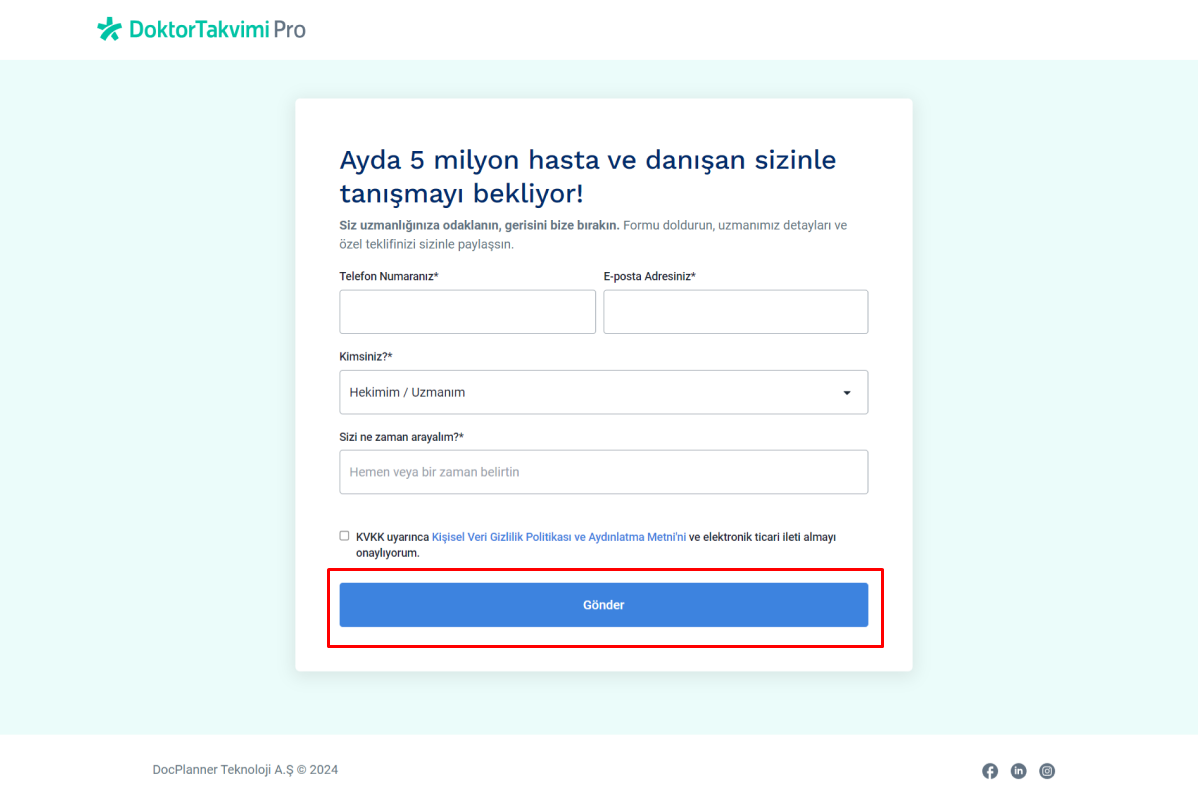 DoktorTakvimi Pro
Ayda 5 milyon hasta ve danışan sizinle
tanışmayı bekliyor!
Siz uzmanlığınıza odaklanın, gerisini bize bırakın. Formu doldurun, uzmanımız detayları ve
özel teklifinizi sizinle paylaşsın.
Telefon Numaranız* E-posta Adresiniz*
Kimsiniz?*
Hekimim / Uzmanım
Sizi ne zaman arayalım?*
Hemen veya bir zaman belirtin
KVKK uyarınca Kişisel Veri Gizlilik Politikası ve Aydınlatma Metni'ni ve elektronik ticari ileti almayı
onaylıyorum.
Gönder
DocPlanner Teknoloji A.Ş © 2024